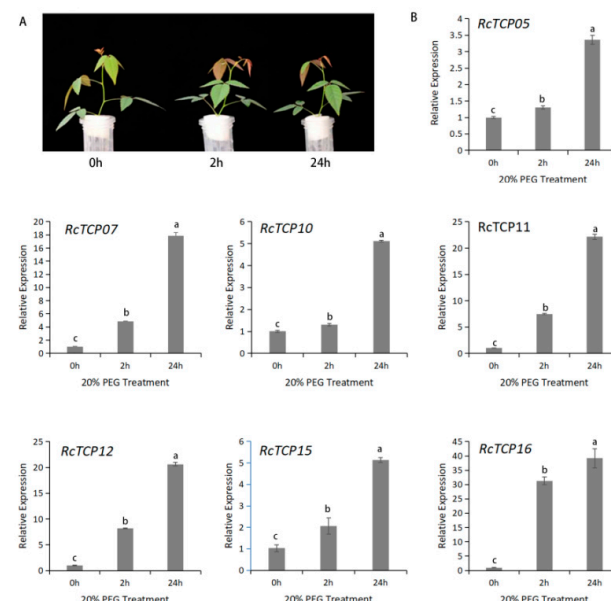 A
0h
2h
24h
B
RcTCP05
Relative Expression
4
3.5
3
2.5
2
1.5
1
0.5
0
c
b
a
0h
2h
24h
20% PEG Treatment
RcTCP07
Relative Expression
20
18
16
14
12
10
8
6
4
2
0
c
b
a
0h
2h
24h
20% PEG Treatment
RcTCP10
Relative Expression
6
5
4
3
2
1
0
c
b
a
0h
2h
24h
20% PEG Treatment
RcTCP11
Relative Expression
25
20
15
10
5
0
c
b
a
0h
2h
24h
20% PEG Treatment
RcTCP12
Relative Expression
25
20
15
10
5
0
c
b
a
0h
2h
24h
20% PEG Treatment
RcTCP15
Relative Expression
6
5
4
3
2
1
0
c
b
a
0h
2h
24h
20% PEG Treatment
RcTCP16
Relative Expression
45
40
35
30
25
20
15
10
5
0
c
b
a
0h
2h
24h
20% PEG Treatment